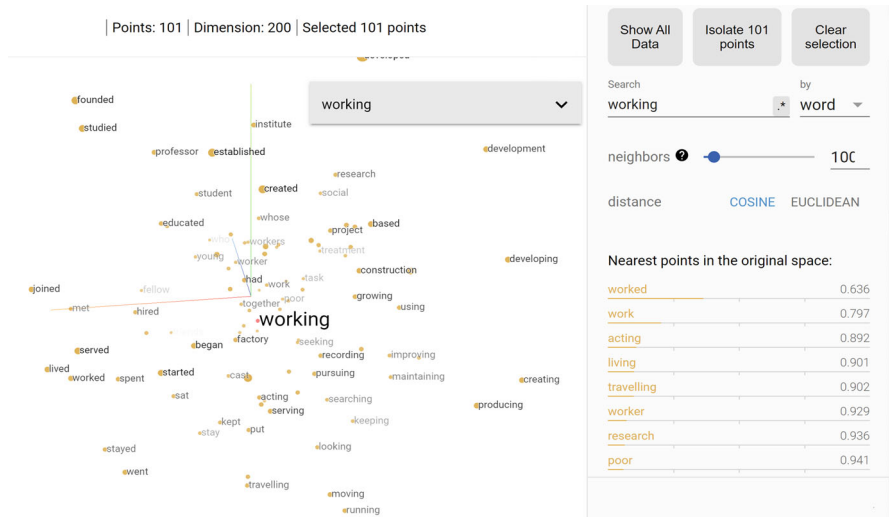 | Points: 101 | Dimension: 200 | Selected 101 points
developed
working
founded
studied
institute
professor
established
development
research
student
created
social
whose
educated
project
based
who
workers
treatment
young
worker
developing
had
work
task
construction
joined
fellow
together
poor
growing
met
hired
using
working
served
began
factory
seeking
recording
improving
lived
worked
spent
started
cast
pursuing
maintaining
creating
sat
acting
searching
serving
producing
kept
put
keeping
stay
stayed
looking
went
travelling
moving
running
Show All
Data
Isolate 101
points
Clear
selection
Search
by
working
.*
word
neighbors ?
distance
COSINE
EUCLIDEAN
Nearest points in the original space:
worked 0.636
work 0.797
acting 0.892
living 0.901
travelling 0.902
worker 0.929
research 0.936
poor 0.941